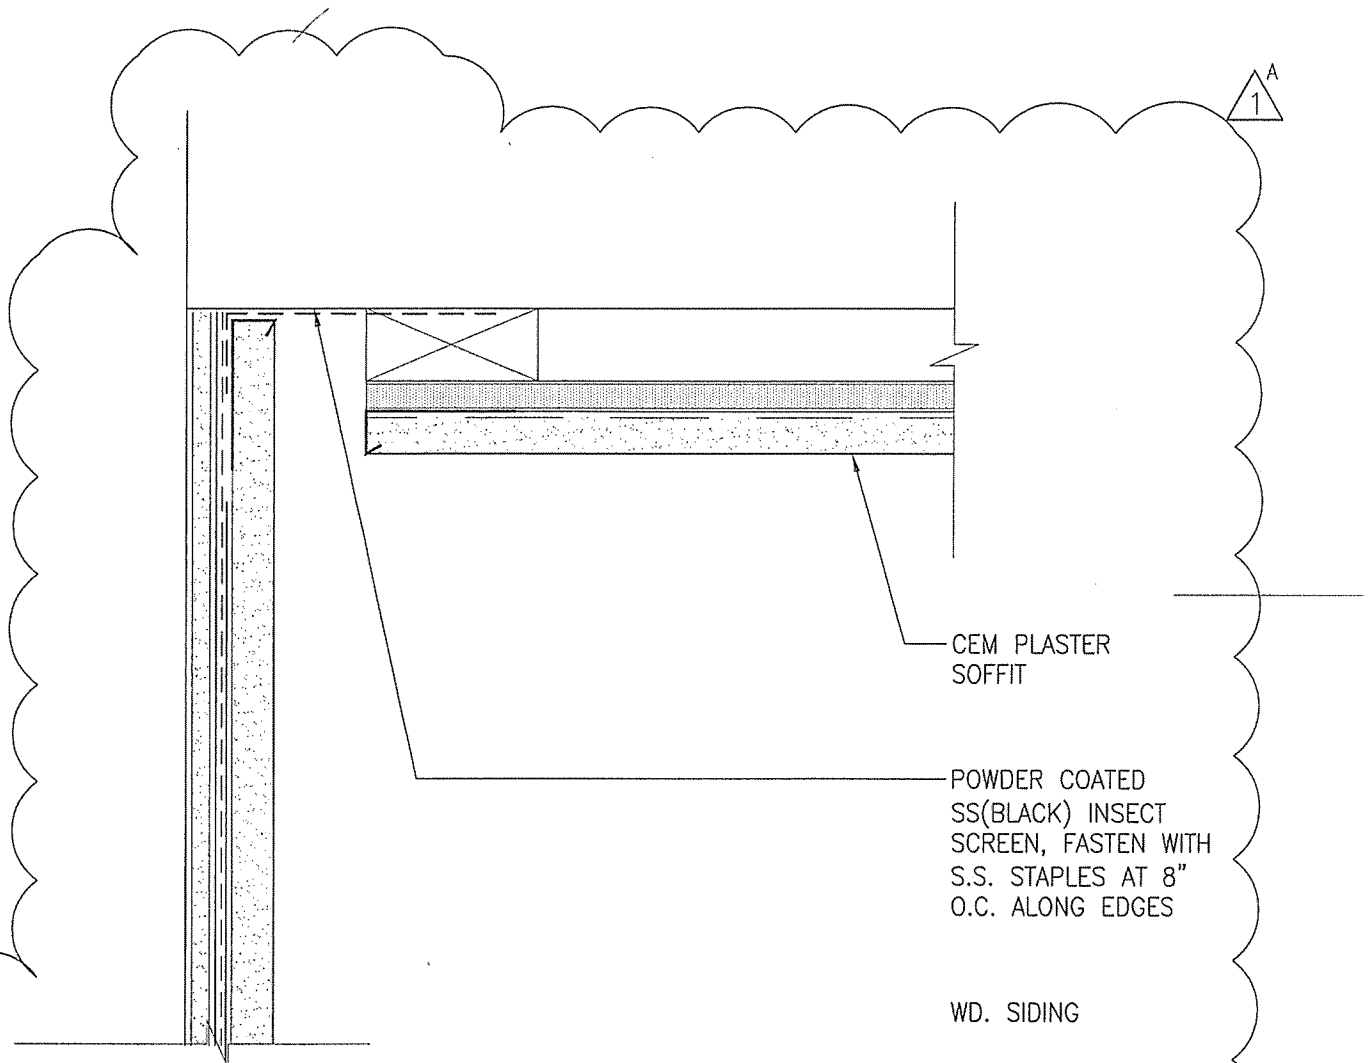 A
1
CEM PLASTER
SOFFIT
POWDER COATED
SS(BLACK) INSECT
SCREEN, FASTEN WITH
S.S. STAPLES AT 8"
O.C. ALONG EDGES
WD. SIDING